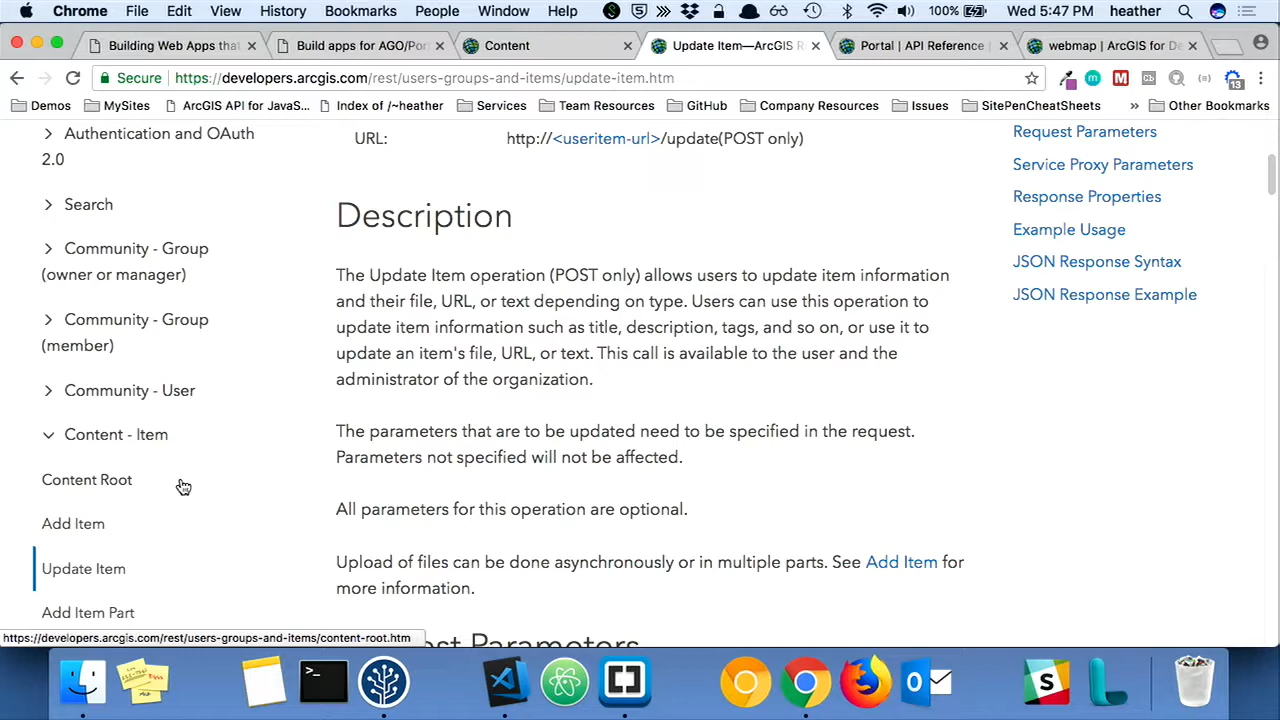 Chrome File Edit View History Bookmarks People Window Help 100% Wed 5:47 PM heather
Building Web Apps that
Build apps for AGO/Por
Content
Update Item—ArcGIS R
Portal | API Reference |
webmap | ArcGIS for De
Secure https://developers.arcgis.com/rest/users-groups-and-items/update-item.htm
13
Demos MySites ArcGIS API for JavaS... Index of /~heather Services Team Resources GitHub Company Resources Issues SitePenCheatSheets » Other Bookmarks
Authentication and OAuth
2.0
Search
Community - Group
(owner or manager)
Community - Group
(member)
Community - User
Content - Item
Content Root
Add Item
Update Item
Add Item Part
https://developers.arcgis.com/rest/users-groups-and-items/content-root.htm
URL: http://<useritem-url>/update(POST only)
Description
The Update Item operation (POST only) allows users to update item information
and their file, URL, or text depending on type. Users can use this operation to
update item information such as title, description, tags, and so on, or use it to
update an item's file, URL, or text. This call is available to the user and the
administrator of the organization.
The parameters that are to be updated need to be specified in the request.
Parameters not specified will not be affected.
All parameters for this operation are optional.
Upload of files can be done asynchronously or in multiple parts. See Add Item for
more information.
Parameters
Request Parameters
Service Proxy Parameters
Response Properties
Example Usage
JSON Response Syntax
JSON Response Example